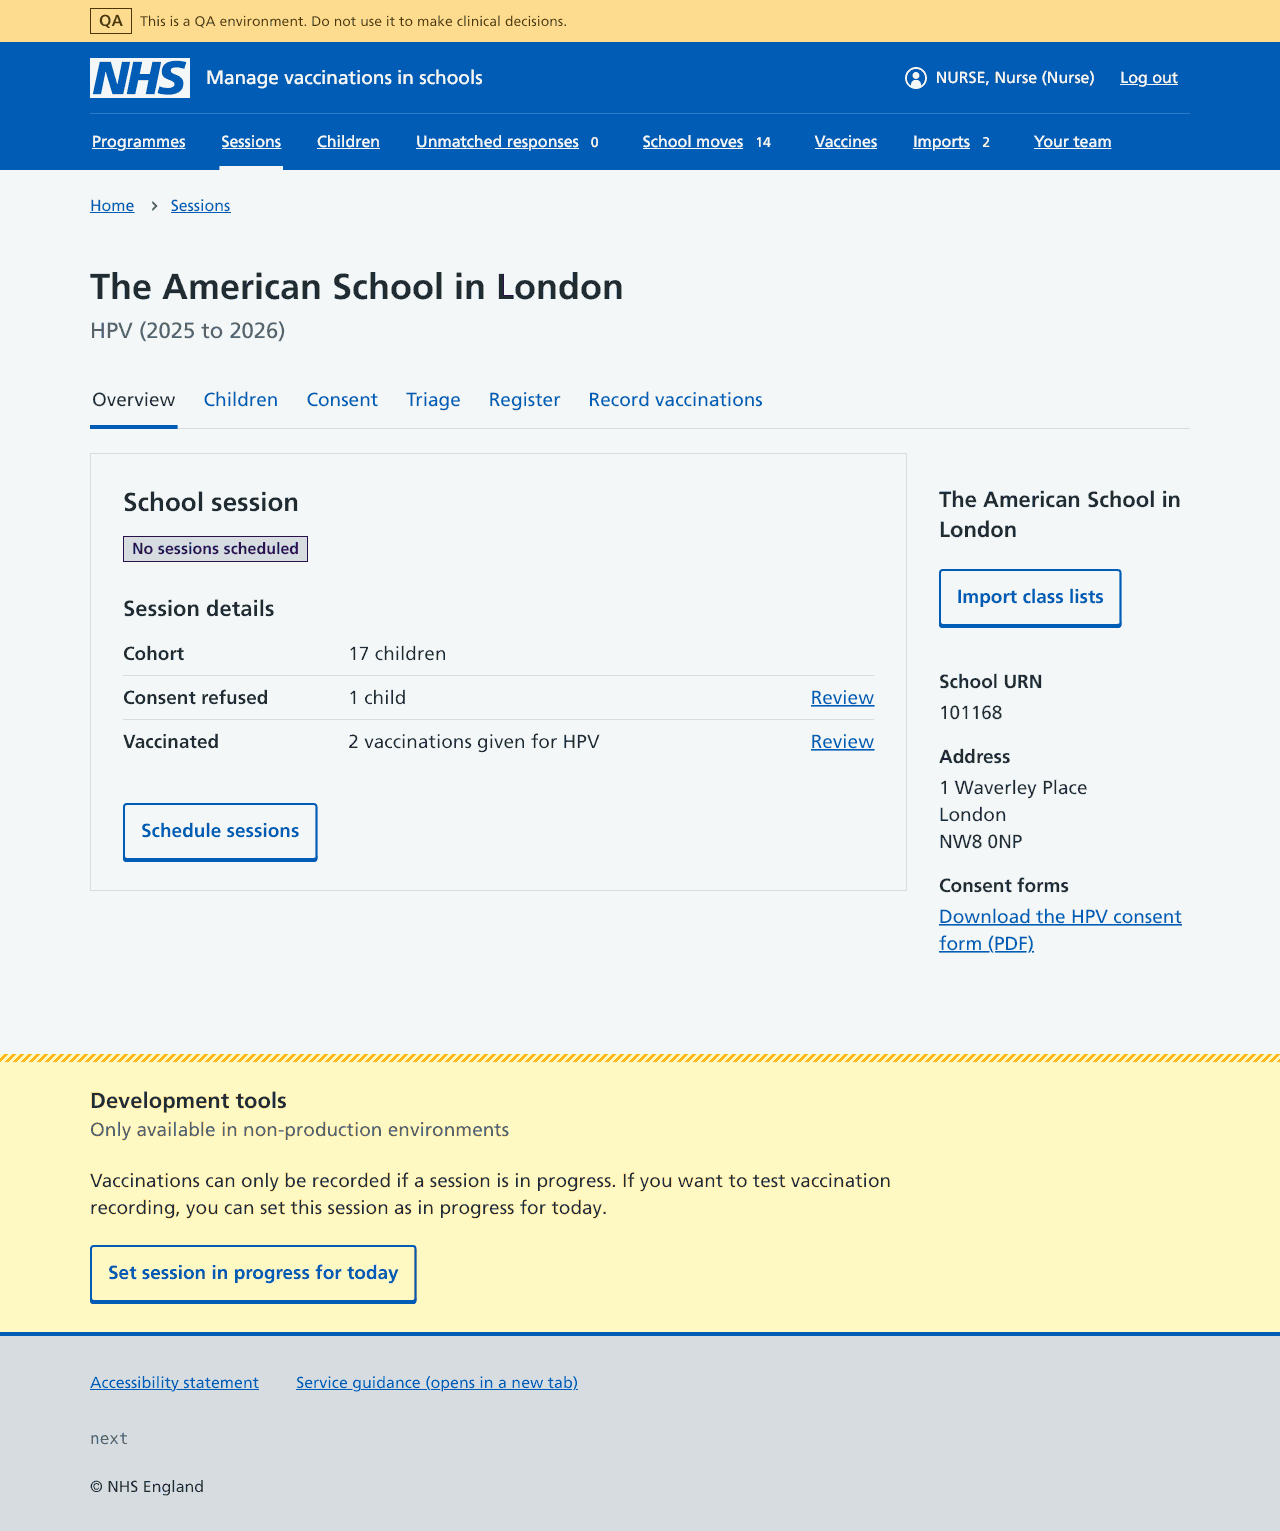 QA This is a QA environment. Do not use it to make clinical decisions.
NHS Manage vaccinations in schools NURSE, Nurse (Nurse) Log out
Programmes Sessions Children Unmatched responses 0 School moves 14 Vaccines Imports 2 Your team
Home Sessions
The American School in London
HPV (2025 to 2026)
Overview Children Consent Triage Register Record vaccinations
School session
No sessions scheduled
Session details
Cohort 17 children
Consent refused 1 child Review
Vaccinated 2 vaccinations given for HPV Review
Schedule sessions
The American School in
London
Import class lists
School URN
101168
Address
1 Waverley Place
London
NW8 0NP
Consent forms
Download the HPV consent
form (PDF)
Development tools
Only available in non-production environments
Vaccinations can only be recorded if a session is in progress. If you want to test vaccination
recording, you can set this session as in progress for today.
Set session in progress for today
Accessibility statement Service guidance (opens in a new tab)
next
© NHS England